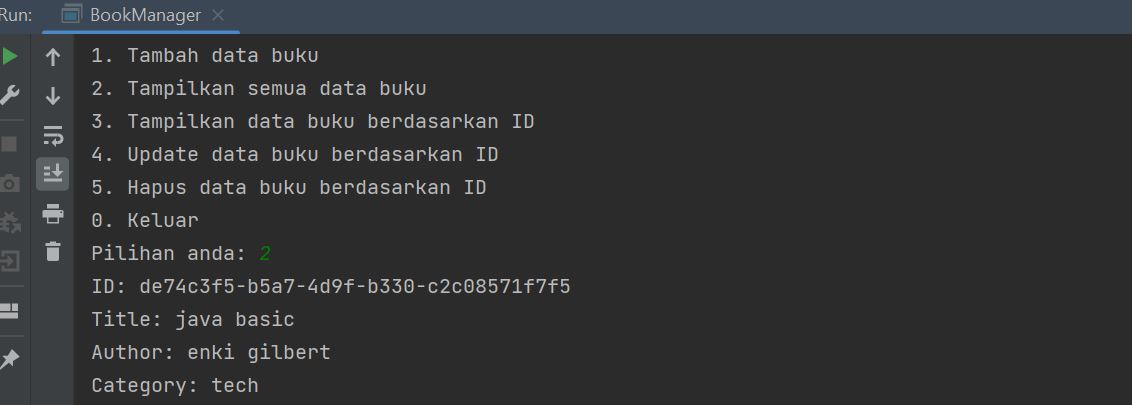 Run: BookManager
1. Tambah data buku
2. Tampilkan semua data buku
3. Tampilkan data buku berdasarkan ID
4. Update data buku berdasarkan ID
5. Hapus data buku berdasarkan ID
0. Keluar
Pilihan anda: 2
ID: de74c3f5-b5a7-4d9f-b330-c2c08571f7f5
Title: java basic
Author: enki gilbert
Category: tech